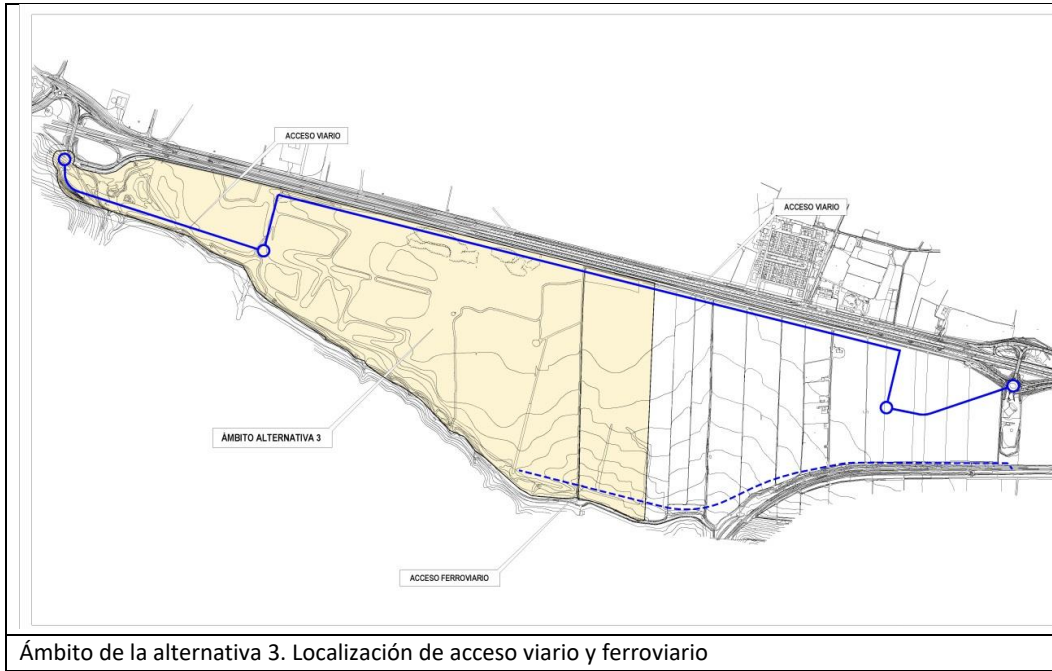 ACCESO VIARIO
ACCESO VIARIO
ÁMBITO ALTERNATIVA 3
ACCESO FERROVIARIO
Ámbito de la alternativa 3. Localización de acceso viario y ferroviario